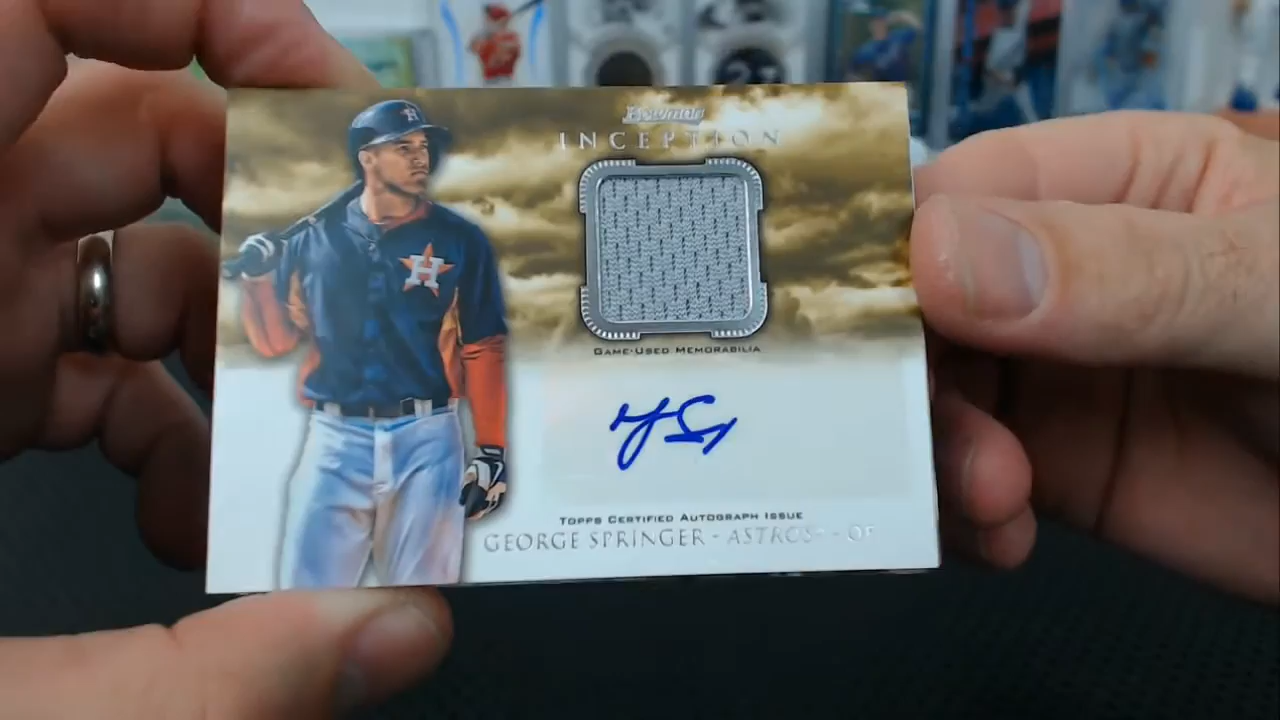 Bowman
INCEPTION
H
H
GAME-USED MEMORABILIA
TOPPS CERTIFIED AUTOGRAPH ISSUE
GEORGE SPRINGER - ASTROS® - OF